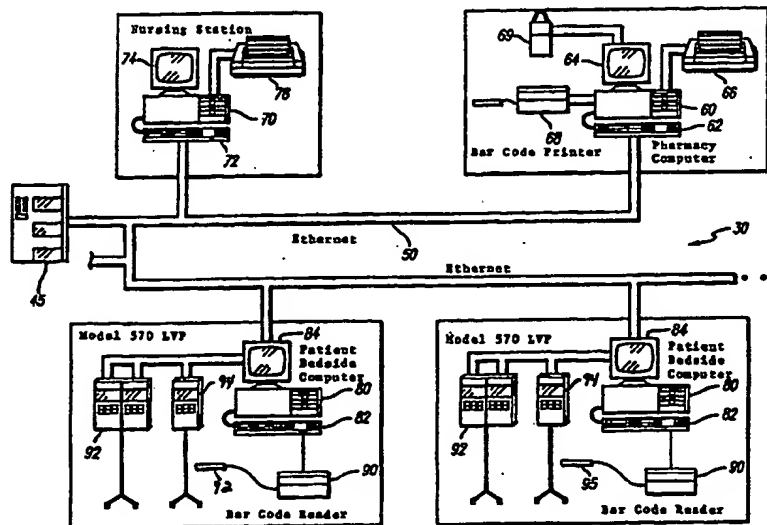 Nursing Station
74
78
70
72
69
64
66
60
62
68
Bar Code Printer
Pharmacy
Computer
45
Ethernet
50
30
Ethernet
Model 570 LVP
84
Patient
Bedside
Computer
94
80
82
92
92
90
Bar Code Reader
Model 570 LVP
84
Patient
Bedside
Computer
94
80
82
92
95
90
Bar Code Reader